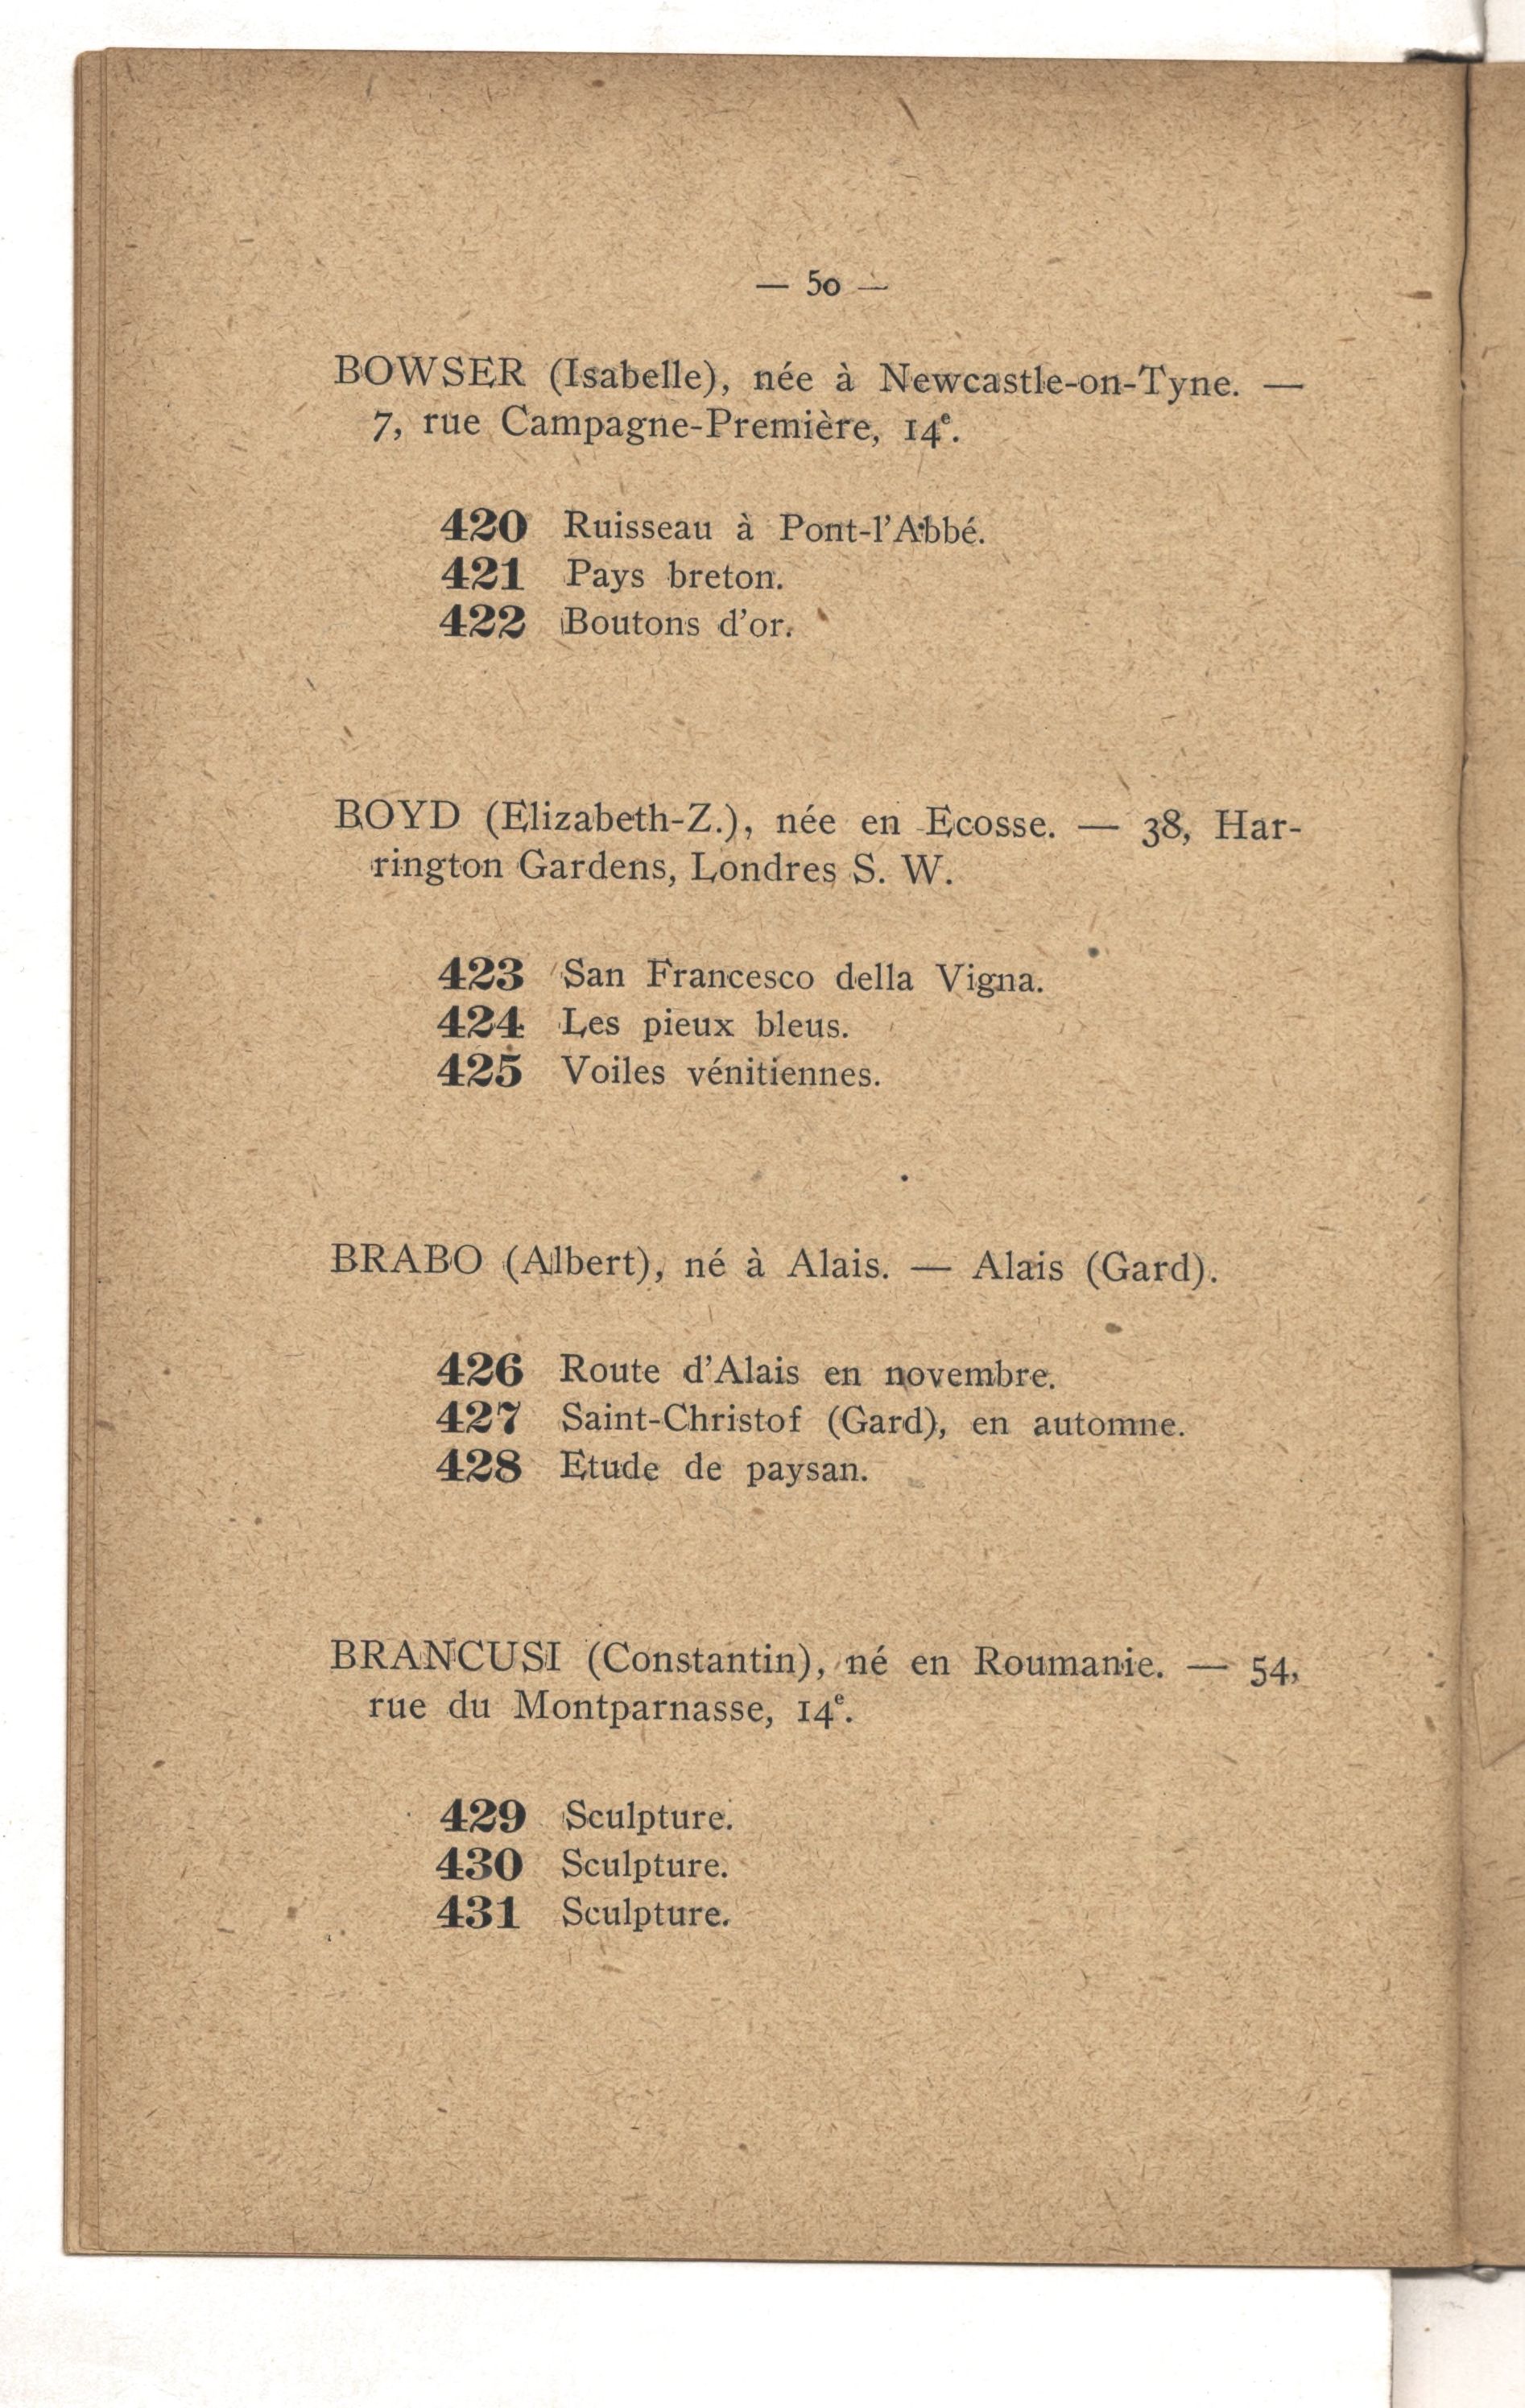 — 50 —
BOWSER (Isabelle), née à Newcastle-on-Tyne. —
7, rue Campagne-Première, 14e.
420 Ruisseau à Pont-l'Abbé.
421 Pays breton.
422 Boutons d'or.
BOYD (Elizabeth-Z.), née en Ecosse. — 38, Har-
rington Gardens, Londres S. W.
423 San Francesco della Vigna.
424 Les pieux bleus.
425 Voiles vénitiennes.
BRABO (Albert), né à Alais. — Alais (Gard).
426 Route d'Alais en novembre.
427 Saint-Christof (Gard), en automne.
428 Etude de paysan.
BRANCUSI (Constantin), né en Roumanie. — 54,
rue du Montparnasse, 14e.
429 Sculpture.
430 Sculpture.
431 Sculpture.